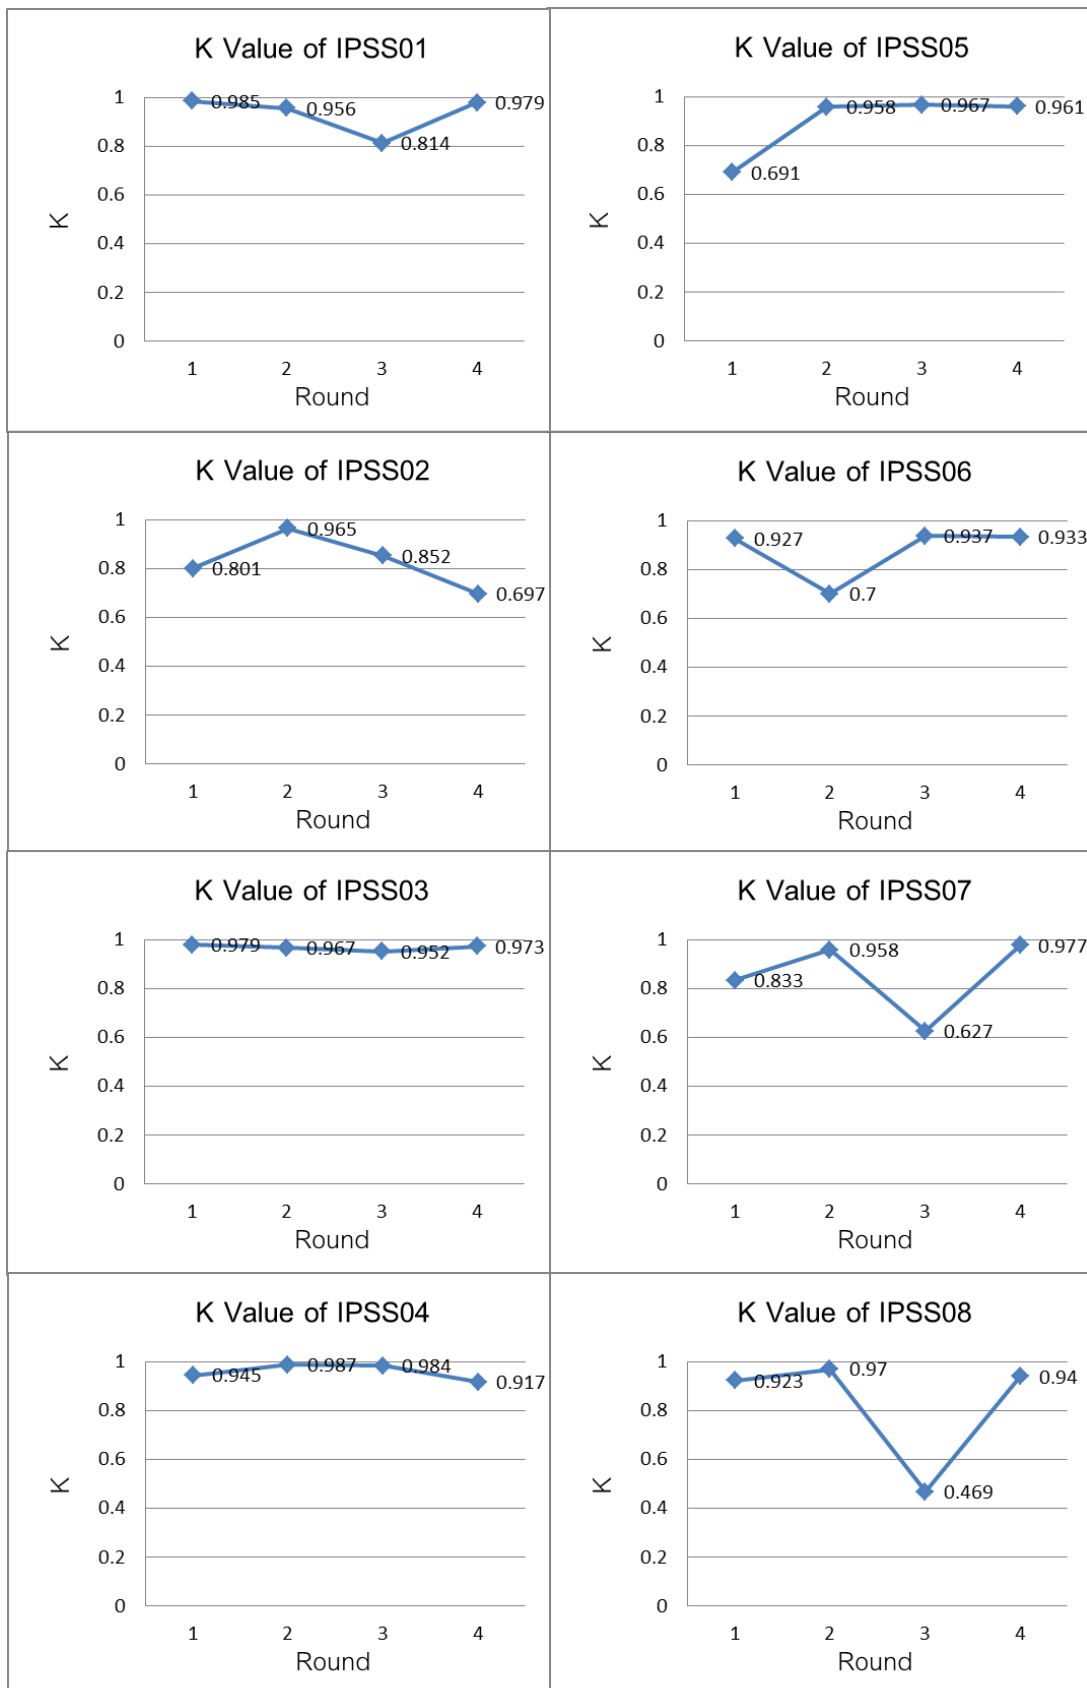 K Value of IPSS01
1
0.8
0.6
0.4
0.2
0
K
0.985
0.956
0.814
0.979
1 2 3 4
Round
K Value of IPSS05
1
0.8
0.6
0.4
0.2
0
K
0.691
0.958
0.967
0.961
1 2 3 4
Round
K Value of IPSS02
1
0.8
0.6
0.4
0.2
0
K
0.801
0.965
0.852
0.697
1 2 3 4
Round
K Value of IPSS06
1
0.8
0.6
0.4
0.2
0
K
0.927
0.7
0.937
0.933
1 2 3 4
Round
K Value of IPSS03
1
0.8
0.6
0.4
0.2
0
K
0.979
0.967
0.952
0.973
1 2 3 4
Round
K Value of IPSS07
1
0.8
0.6
0.4
0.2
0
K
0.833
0.958
0.627
0.977
1 2 3 4
Round
K Value of IPSS04
1
0.8
0.6
0.4
0.2
0
K
0.945
0.987
0.984
0.917
1 2 3 4
Round
K Value of IPSS08
1
0.8
0.6
0.4
0.2
0
K
0.923
0.97
0.469
0.94
1 2 3 4
Round